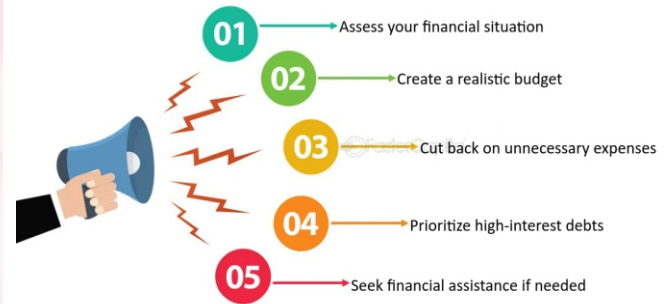 01 Assess your financial situation
02 Create a realistic budget
03 Cut back on unnecessary expenses
04 Prioritize high-interest debts
05 Seek financial assistance if needed